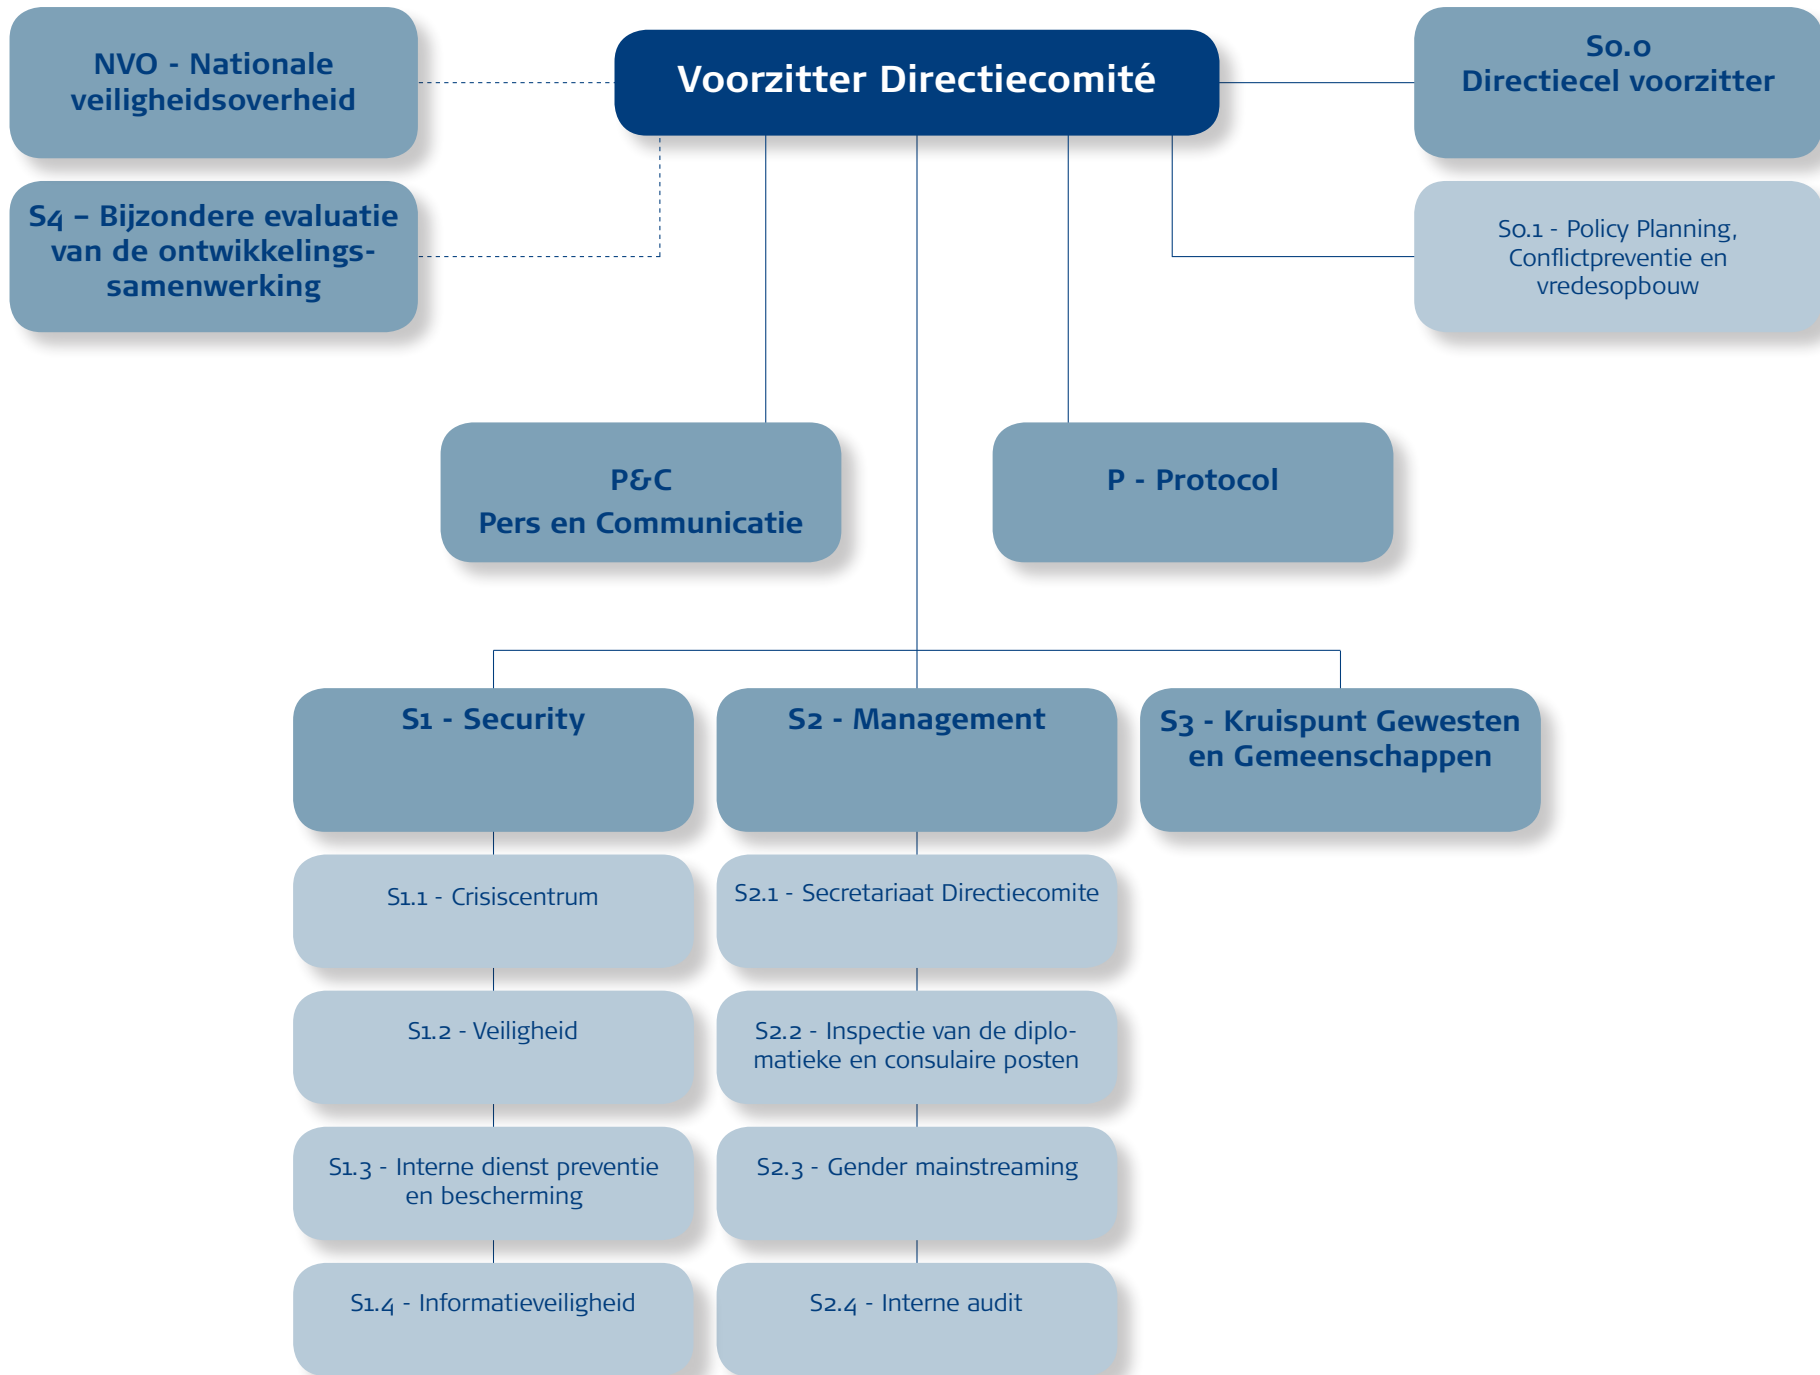 NVO - Nationale
veiligheidsoverheid
Voorzitter Directiecomité
S0.0
Directiecel voorzitter
S4 – Bijzondere evaluatie
van de ontwikkelings-
samenwerking
S0.1 - Policy Planning,
Conflictpreventie en
vredesopbouw
P&C
Pers en Communicatie
P - Protocol
S1 - Security
S2 - Management
S3 - Kruispunt Gewesten
en Gemeenschappen
S1.1 - Crisiscentrum
S1.2 - Veiligheid
S1.3 - Interne dienst preventie
en bescherming
S1.4 - Informatieveiligheid
S2.1 - Secretariaat Directiecomite
S2.2 - Inspectie van de diplo-
matieke en consulaire posten
S2.3 - Gender mainstreaming
S2.4 - Interne audit